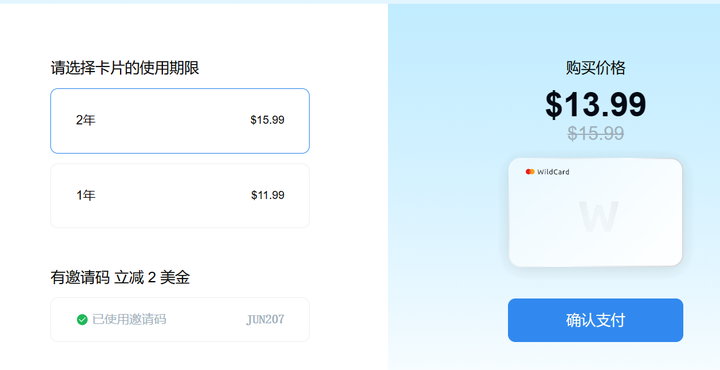 请选择卡片的使用期限
2年 $15.99
1年 $11.99
有邀请码 立减 2 美金
已使用邀请码 JUN207
购买价格
$13.99
$15.99
WildCard
W
确认支付